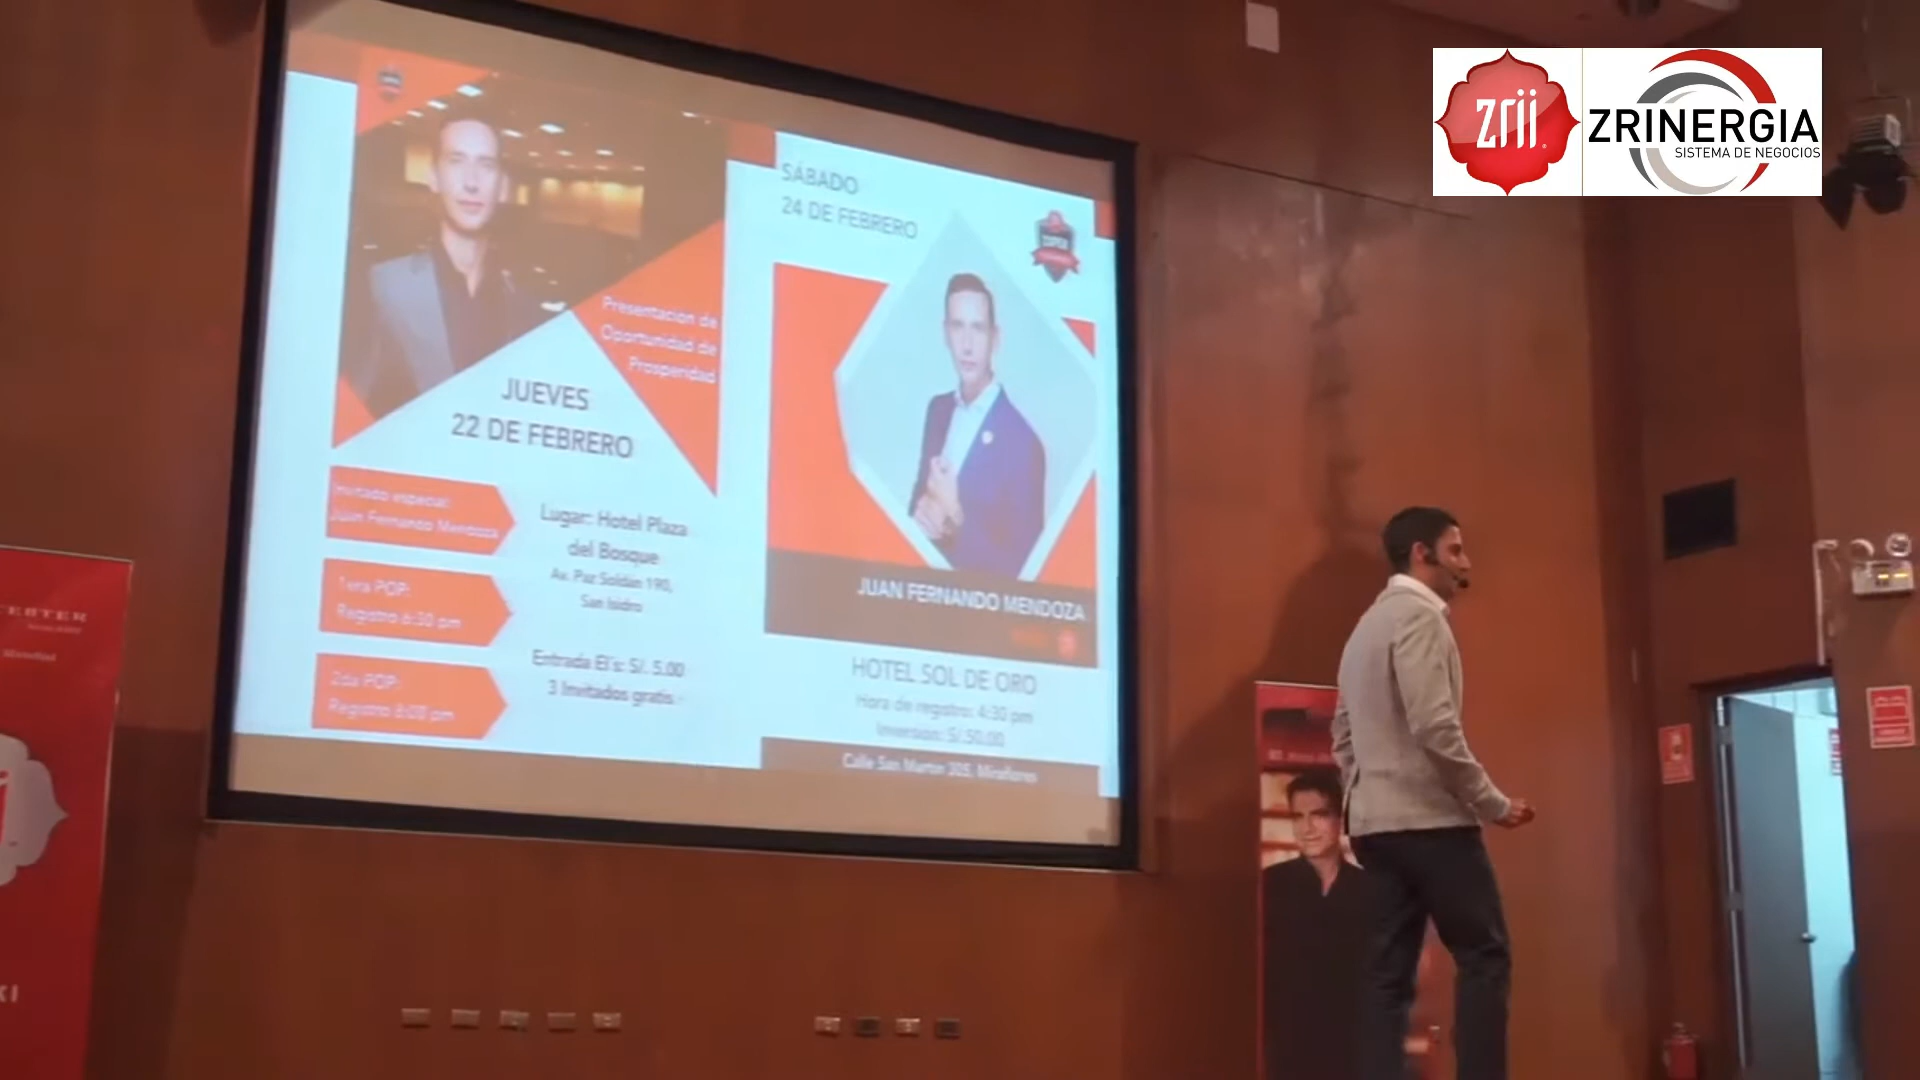 zrii
ZRINERGIA
SISTEMA DE NEGOCIOS
Presentación de
Oportunidad de
Prosperidad
JUEVES
22 DE FEBRERO
Invitado especial:
Juan Fernando Mendoza
1era POP:
Registro 6:30 pm
2da POP:
Registro 8:00 pm
Lugar: Hotel Plaza
del Bosque
Av. Paz Soldán 190,
San Isidro
Entrada EI's: S/. 5.00
3 Invitados gratis.
SÁBADO
24 DE FEBRERO
JUAN FERNANDO MENDOZA
HOTEL SOL DE ORO
Hora de registro: 4:30 pm
Inversión: S/.50.00
Calle San Martín 305, Miraflores